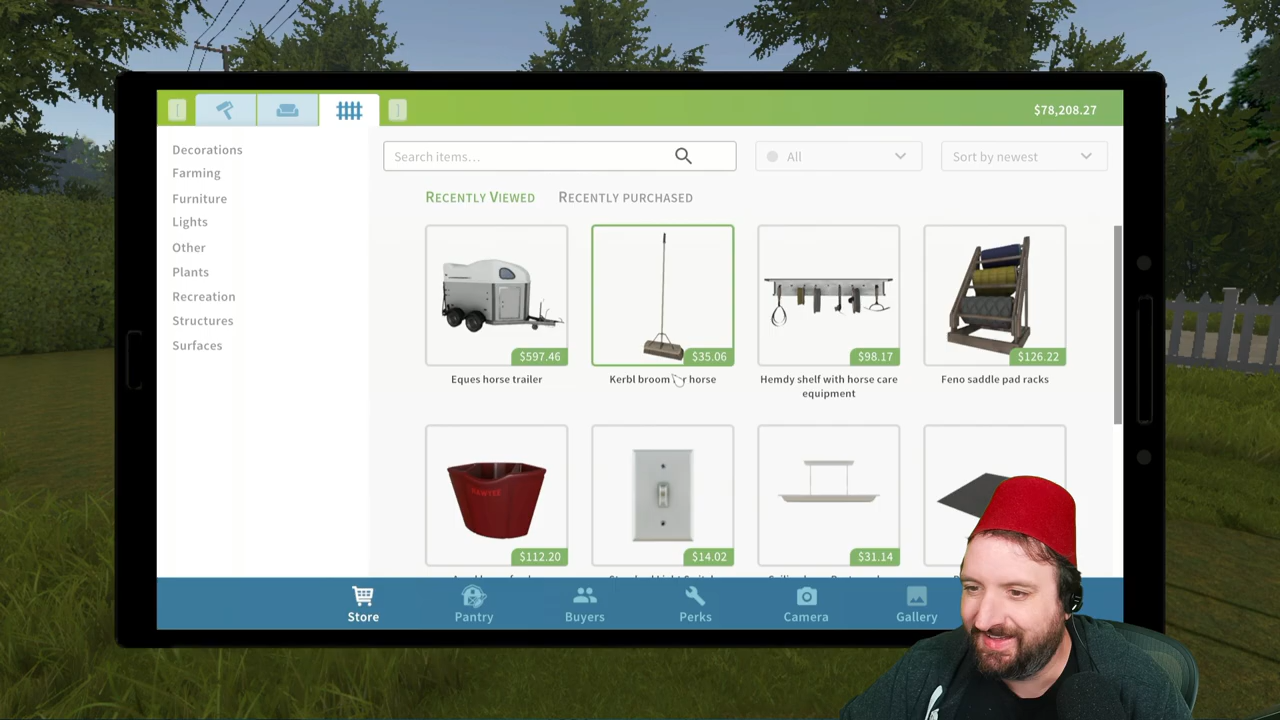 $78,208.27
Decorations
Farming
Furniture
Lights
Other
Plants
Recreation
Structures
Surfaces
Search items...
All
Sort by newest
RECENTLY VIEWED
RECENTLY PURCHASED
$597.46
$35.06
$98.17
$126.22
Eques horse trailer
Kerbl broom for horse
Hemdy shelf with horse care
equipment
Feno saddle pad racks
$112.20
$14.02
$31.14
Store
Pantry
Buyers
Perks
Camera
Gallery